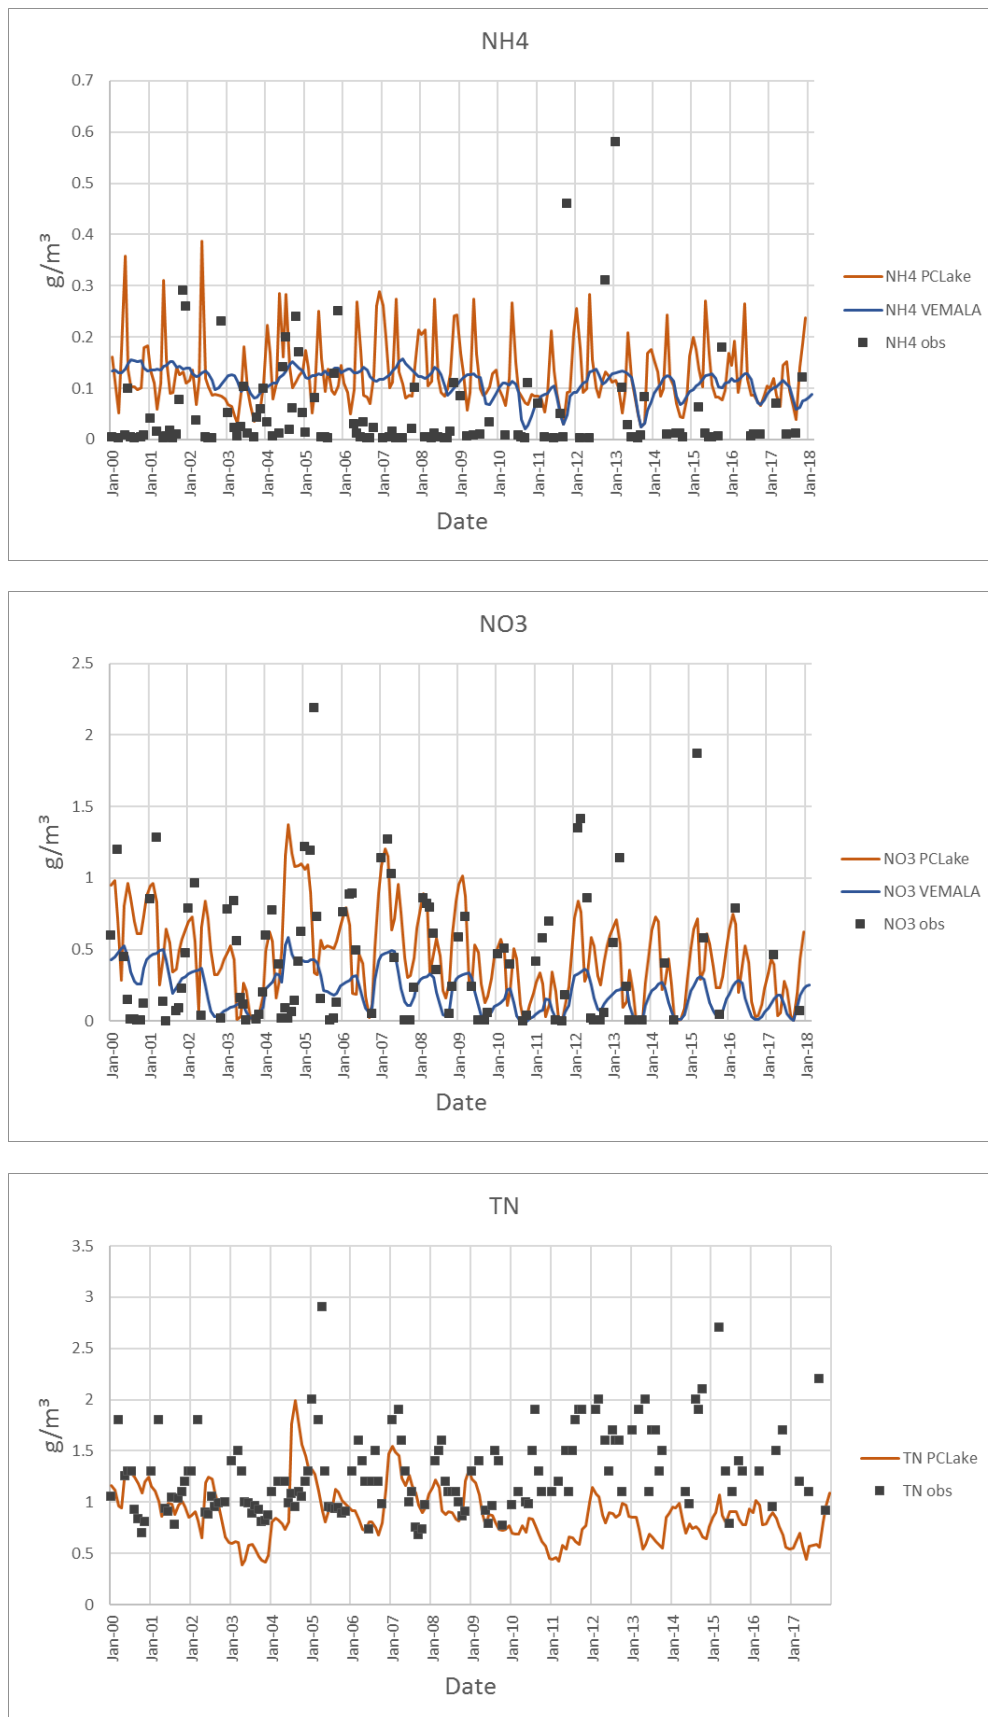 NH4
0.7
0.6
0.5
0.4
0.3
0.2
0.1
0
g/m³
Jan-00
Jan-01
Jan-02
Jan-03
Jan-04
Jan-05
Jan-06
Jan-07
Jan-08
Jan-09
Jan-10
Jan-11
Jan-12
Jan-13
Jan-14
Jan-15
Jan-16
Jan-17
Jan-18
Date
NH4 PCLake
NH4 VEMALA
NH4 obs
NO3
2.5
2
1.5
1
0.5
0
g/m³
Jan-00
Jan-01
Jan-02
Jan-03
Jan-04
Jan-05
Jan-06
Jan-07
Jan-08
Jan-09
Jan-10
Jan-11
Jan-12
Jan-13
Jan-14
Jan-15
Jan-16
Jan-17
Jan-18
Date
NO3 PCLake
NO3 VEMALA
NO3 obs
TN
3.5
3
2.5
2
1.5
1
0.5
0
g/m³
Jan-00
Jan-01
Jan-02
Jan-03
Jan-04
Jan-05
Jan-06
Jan-07
Jan-08
Jan-09
Jan-10
Jan-11
Jan-12
Jan-13
Jan-14
Jan-15
Jan-16
Jan-17
Date
TN PCLake
TN obs